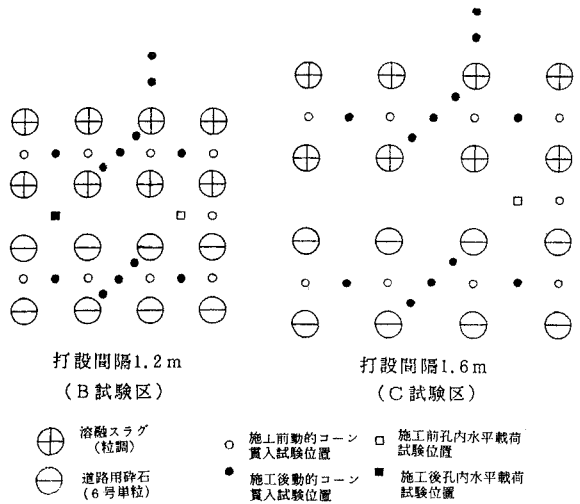 打設間隔1.2m
(B試験区)
打設間隔1.6m
(C試験区)
溶融スラグ
(粒調)
道路用砕石
(6号単粒)
施工前動的コーン
貫入試験位置
施工後動的コーン
貫入試験位置
施工前孔内水平載荷
試験位置
施工後孔内水平載荷
試験位置